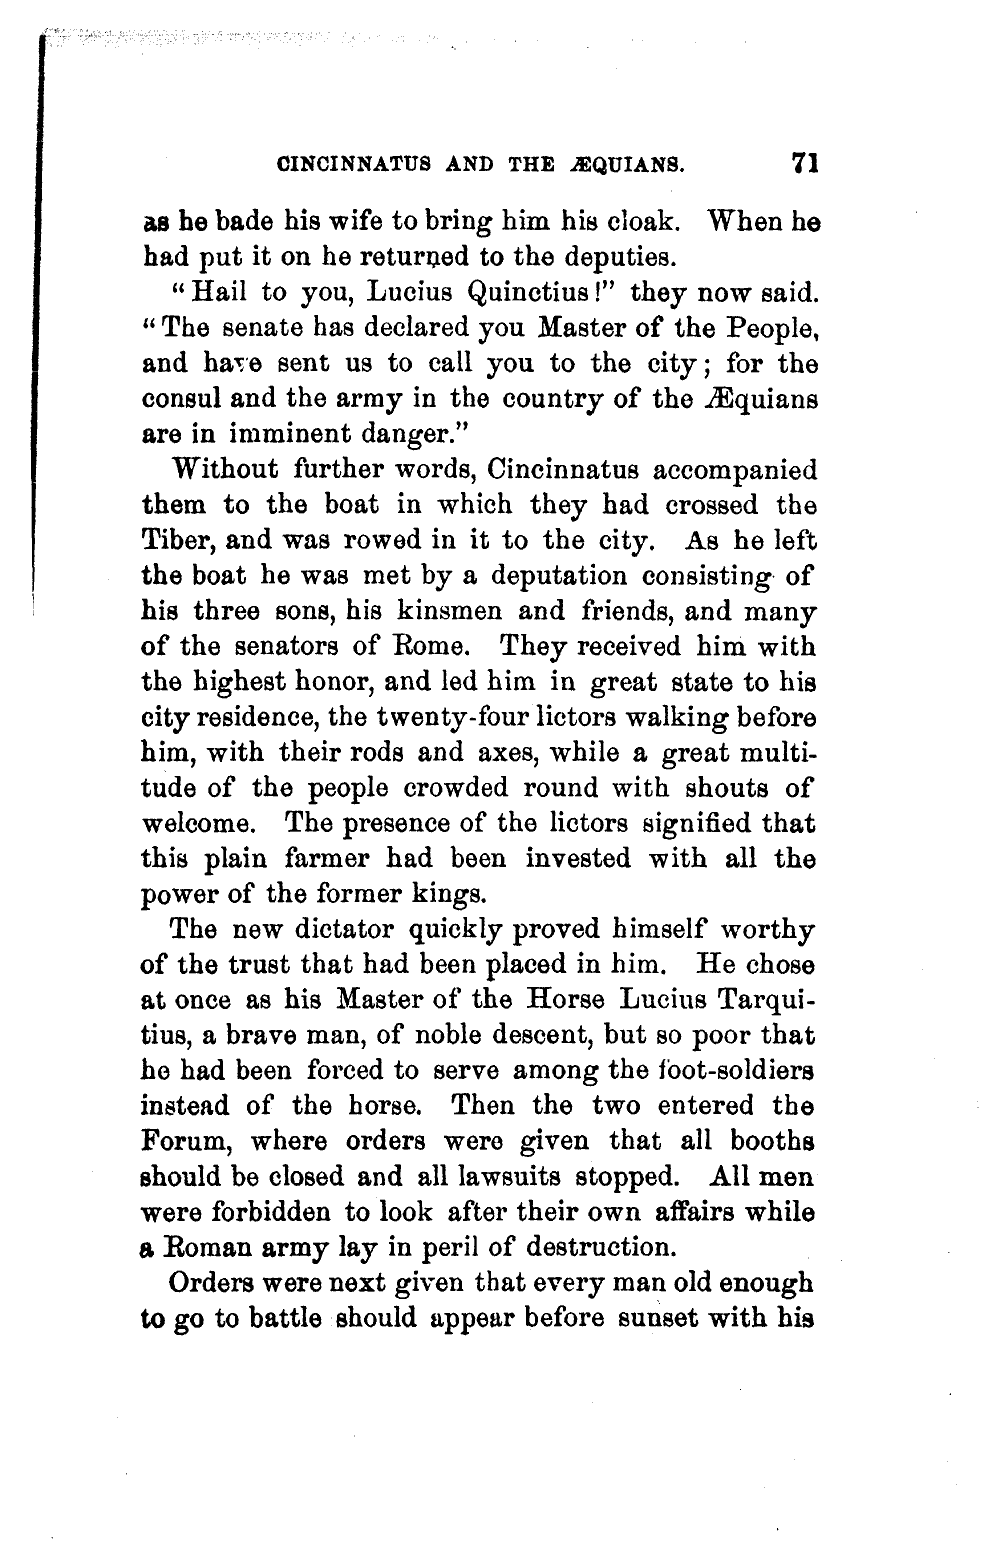 CINCINNATUS AND THE ÆQUIANS. 71
as he bade his wife to bring him his cloak. When he
had put it on he returned to the deputies.
“Hail to you, Lucius Quinctius!” they now said.
“The senate has declared you Master of the People,
and have sent us to call you to the city; for the
consul and the army in the country of the Æquians
are in imminent danger.”
Without further words, Cincinnatus accompanied
them to the boat in which they had crossed the
Tiber, and was rowed in it to the city. As he left
the boat he was met by a deputation consisting of
his three sons, his kinsmen and friends, and many
of the senators of Rome. They received him with
the highest honor, and led him in great state to his
city residence, the twenty-four lictors walking before
him, with their rods and axes, while a great multi-
tude of the people crowded round with shouts of
welcome. The presence of the lictors signified that
this plain farmer had been invested with all the
power of the former kings.
The new dictator quickly proved himself worthy
of the trust that had been placed in him. He chose
at once as his Master of the Horse Lucius Tarqui-
tius, a brave man, of noble descent, but so poor that
he had been forced to serve among the foot-soldiers
instead of the horse. Then the two entered the
Forum, where orders were given that all booths
should be closed and all lawsuits stopped. All men
were forbidden to look after their own affairs while
a Roman army lay in peril of destruction.
Orders were next given that every man old enough
to go to battle should appear before sunset with his